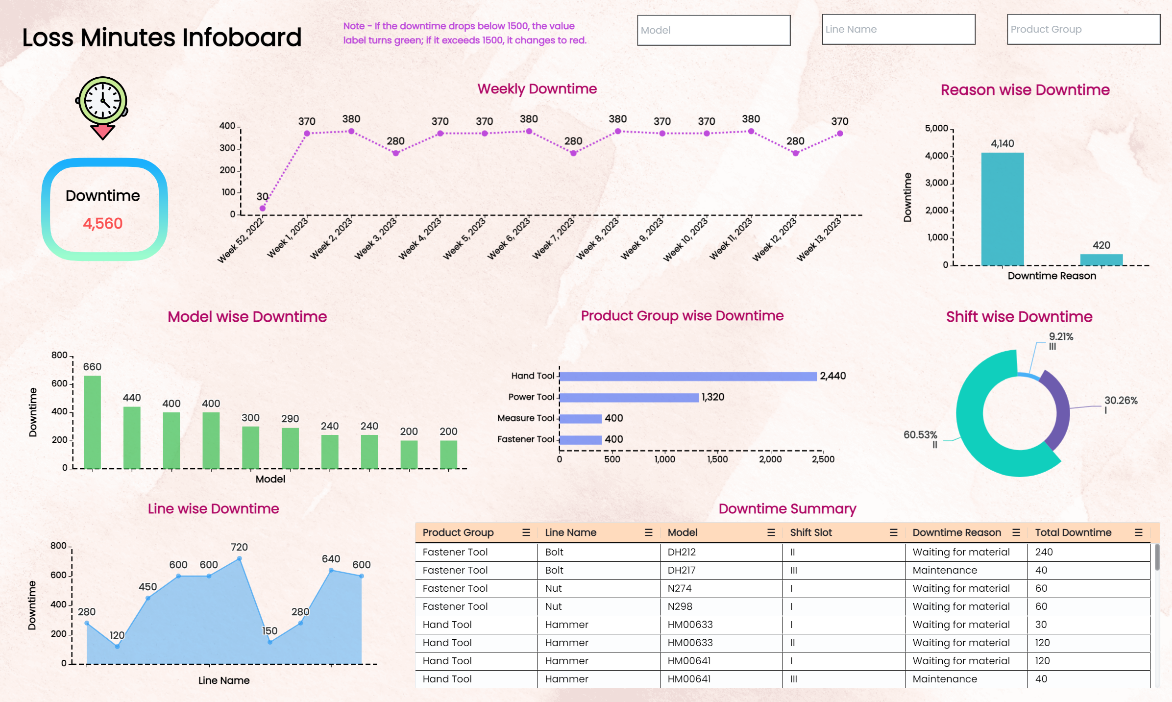 Loss Minutes Infoboard
Note - If the downtime drops below 1500, the value
label turns green; if it exceeds 1500, it changes to red.
Model
Line Name
Product Group
Downtime
4,560
Weekly Downtime
400
300
200
100
0
30
370
380
280
370
370
380
280
380
370
370
380
280
370
Week 52, 2022
Week 1, 2023
Week 2, 2023
Week 3, 2023
Week 4, 2023
Week 5, 2023
Week 6, 2023
Week 7, 2023
Week 8, 2023
Week 9, 2023
Week 10, 2023
Week 11, 2023
Week 12, 2023
Week 13, 2023
Reason wise Downtime
Downtime
5,000
4,000
3,000
2,000
1,000
0
4,140
420
Downtime Reason
Model wise Downtime
Downtime
800
600
400
200
0
660
440
400
400
300
290
240
240
200
200
Model
Product Group wise Downtime
Hand Tool
2,440
Power Tool
1,320
Measure Tool
400
Fastener Tool
400
0
500
1,000
1,500
2,000
2,500
Shift wise Downtime
9.21%
III
30.26%
I
60.53%
II
Line wise Downtime
Downtime
800
600
400
200
0
280
120
450
600
600
720
150
280
640
600
Line Name
Downtime Summary
Product Group Line Name Model Shift Slot Downtime Reason Total Downtime
Fastener Tool Bolt DH212 II Waiting for material 240
Fastener Tool Bolt DH217 III Maintenance 40
Fastener Tool Nut N274 I Waiting for material 60
Fastener Tool Nut N298 I Waiting for material 60
Hand Tool Hammer HM00633 I Waiting for material 30
Hand Tool Hammer HM00633 II Waiting for material 120
Hand Tool Hammer HM00641 I Waiting for material 120
Hand Tool Hammer HM00641 III Maintenance 40